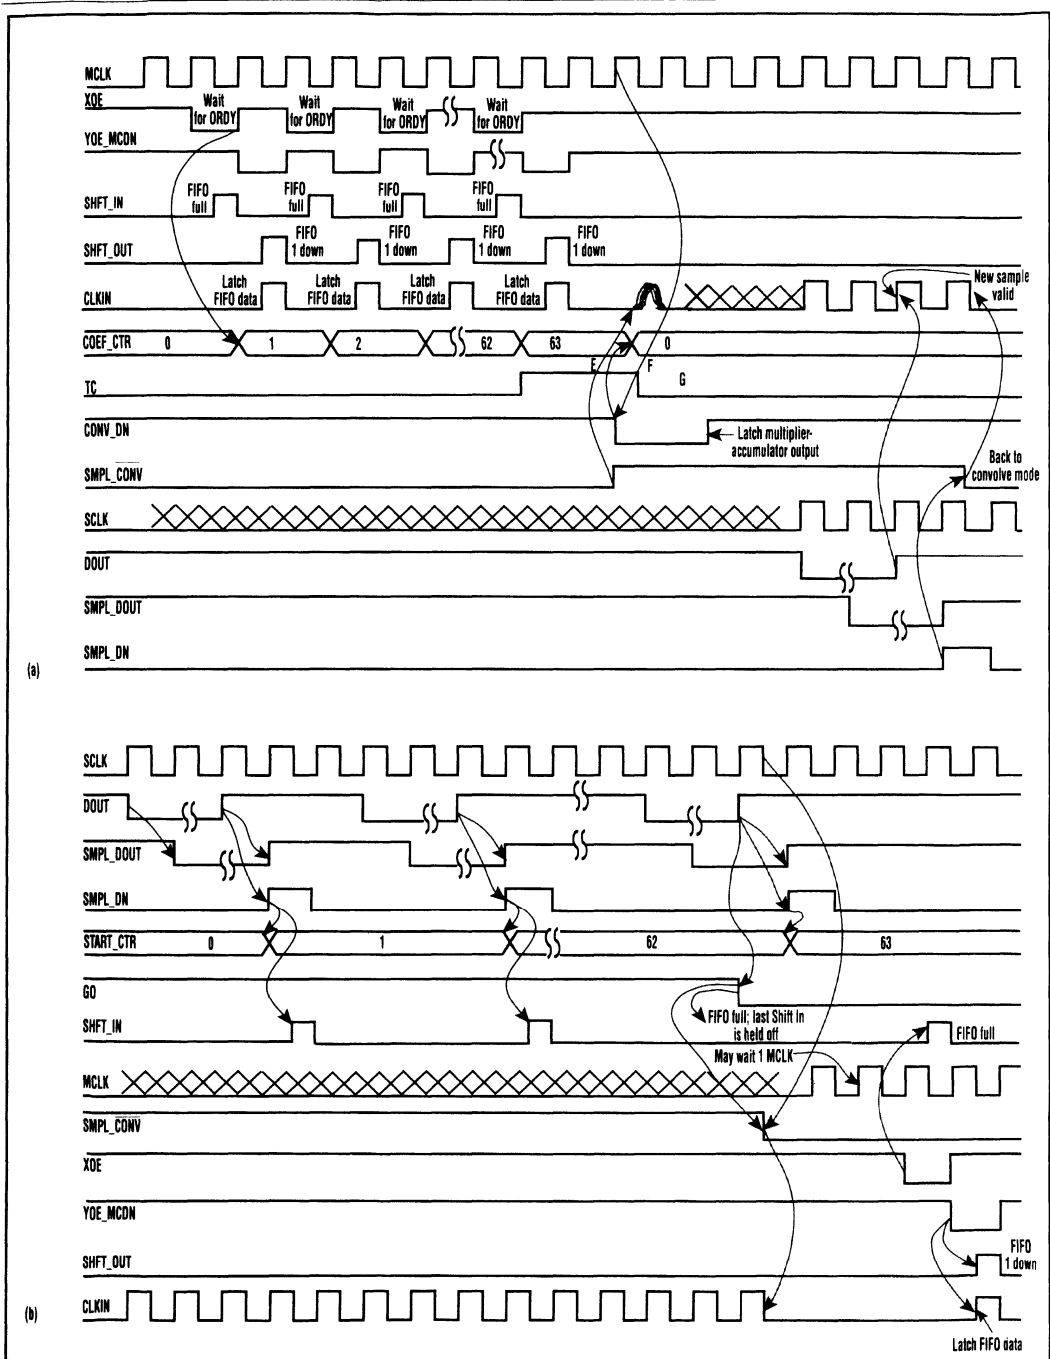 MCLK
XOE
Wait for ORDY
Wait for ORDY
Wait for ORDY
Wait for ORDY
YOE_MCDN
SHFT_IN
FIFO full
FIFO full
FIFO full
FIFO full
SHFT_OUT
FIFO 1 down
FIFO 1 down
FIFO 1 down
FIFO 1 down
CLKIN
Latch FIFO data
Latch FIFO data
Latch FIFO data
Latch FIFO data
New sample valid
COEF_CTR
0
1
2
62
63
0
E
F
G
TC
CONV_DN
Latch multiplier-accumulator output
SMPL_CONV
Back to convolve mode
SCLK
DOUT
SMPL_DOUT
SMPL_DN
(a)
SCLK
DOUT
SMPL_DOUT
SMPL_DN
START_CTR
0
1
62
63
GO
FIFO full; last Shift In is held off
SHFT_IN
FIFO full
May wait 1 MCLK
MCLK
SMPL_CONV
XOE
YOE_MCDN
SHFT_OUT
FIFO 1 down
CLKIN
(b)
Latch FIFO data